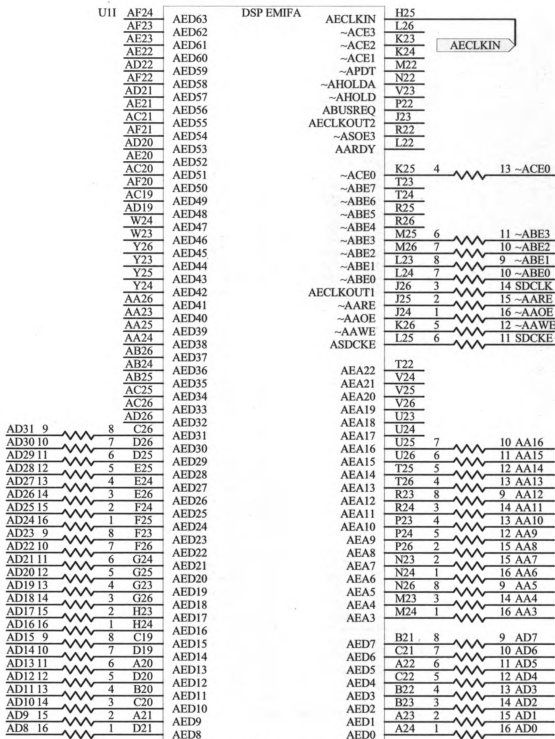 U1I AF24 AED63 DSP EMIFA AECLKIN H25
AF23 AED62 ~ACE3 L26
AE23 AED61 ~ACE2 K23
AECLKIN
AE22 AED60 ~ACE1 K24
AD22 AED59 ~APDT M22
AF22 AED58 ~AHOLDA N22
AD21 AED57 ~AHOLD V23
AE21 AED56 ABUSREQ P22
AC21 AED55 AECLKOUT2 J23
AF21 AED54 ~ASOE3 R22
AD20 AED53 AARDY L22
AE20 AED52
AC20 AED51 ~ACE0 K25 4 13 ~ACE0
AF20 AED50 ~ABE7 T23
AC19 AED49 ~ABE6 T24
AD19 AED48 ~ABE5 R25
W24 AED47 ~ABE4 R26
W23 AED46 ~ABE3 M25 6 11 ~ABE3
Y26 AED45 ~ABE2 M26 7 10 ~ABE2
Y23 AED44 ~ABE1 L23 8 9 ~ABE1
Y25 AED43 ~ABE0 L24 7 10 ~ABE0
Y24 AED42 AECLKOUT1 J26 3 14 SDCLK
AA26 AED41 ~AARE J25 2 15 ~AARE
AA23 AED40 ~AAOE J24 1 16 ~AAOE
AA25 AED39 ~AAWE K26 5 12 ~AAWE
AA24 AED38 ASDCKE L25 6 11 SDCKE
AB26 AED37
AB24 AED36 AEA22 T22
AB25 AED35 AEA21 V24
AC25 AED34 AEA20 V25
AC26 AED33 AEA19 V26
AD26 AED32 AEA18 U23
AD31 9 8 C26 AED31 AEA17 U24
AD30 10 7 D26 AED30 AEA16 U25 7 10 AA16
AD29 11 6 D25 AED29 AEA15 U26 6 11 AA15
AD28 12 5 E25 AED28 AEA14 T25 5 12 AA14
AD27 13 4 E24 AED27 AEA13 T26 4 13 AA13
AD26 14 3 E26 AED26 AEA12 R23 8 9 AA12
AD25 15 2 F24 AED25 AEA11 R24 3 14 AA11
AD24 16 1 F25 AED24 AEA10 P23 4 13 AA10
AD23 9 8 F23 AED23 AEA9 P24 5 12 AA9
AD22 10 7 F26 AED22 AEA8 P26 2 15 AA8
AD21 11 6 G24 AED21 AEA7 N23 2 15 AA7
AD20 12 5 G25 AED20 AEA6 N24 1 16 AA6
AD19 13 4 G23 AED19 AEA5 N26 8 9 AA5
AD18 14 3 G26 AED18 AEA4 M23 3 14 AA4
AD17 15 2 H23 AED17 AEA3 M24 1 16 AA3
AD16 16 1 H24 AED16
AD15 9 8 C19 AED15 AED7 B21 8 9 AD7
AD14 10 7 D19 AED14 AED6 C21 7 10 AD6
AD13 11 6 A20 AED13 AED5 A22 6 11 AD5
AD12 12 5 D20 AED12 AED4 C22 5 12 AD4
AD11 13 4 B20 AED11 AED3 B22 4 13 AD3
AD10 14 3 C20 AED10 AED2 B23 3 14 AD2
AD9 15 2 A21 AED9 AED1 A23 2 15 AD1
AD8 16 1 D21 AED8 AED0 A24 1 16 AD0